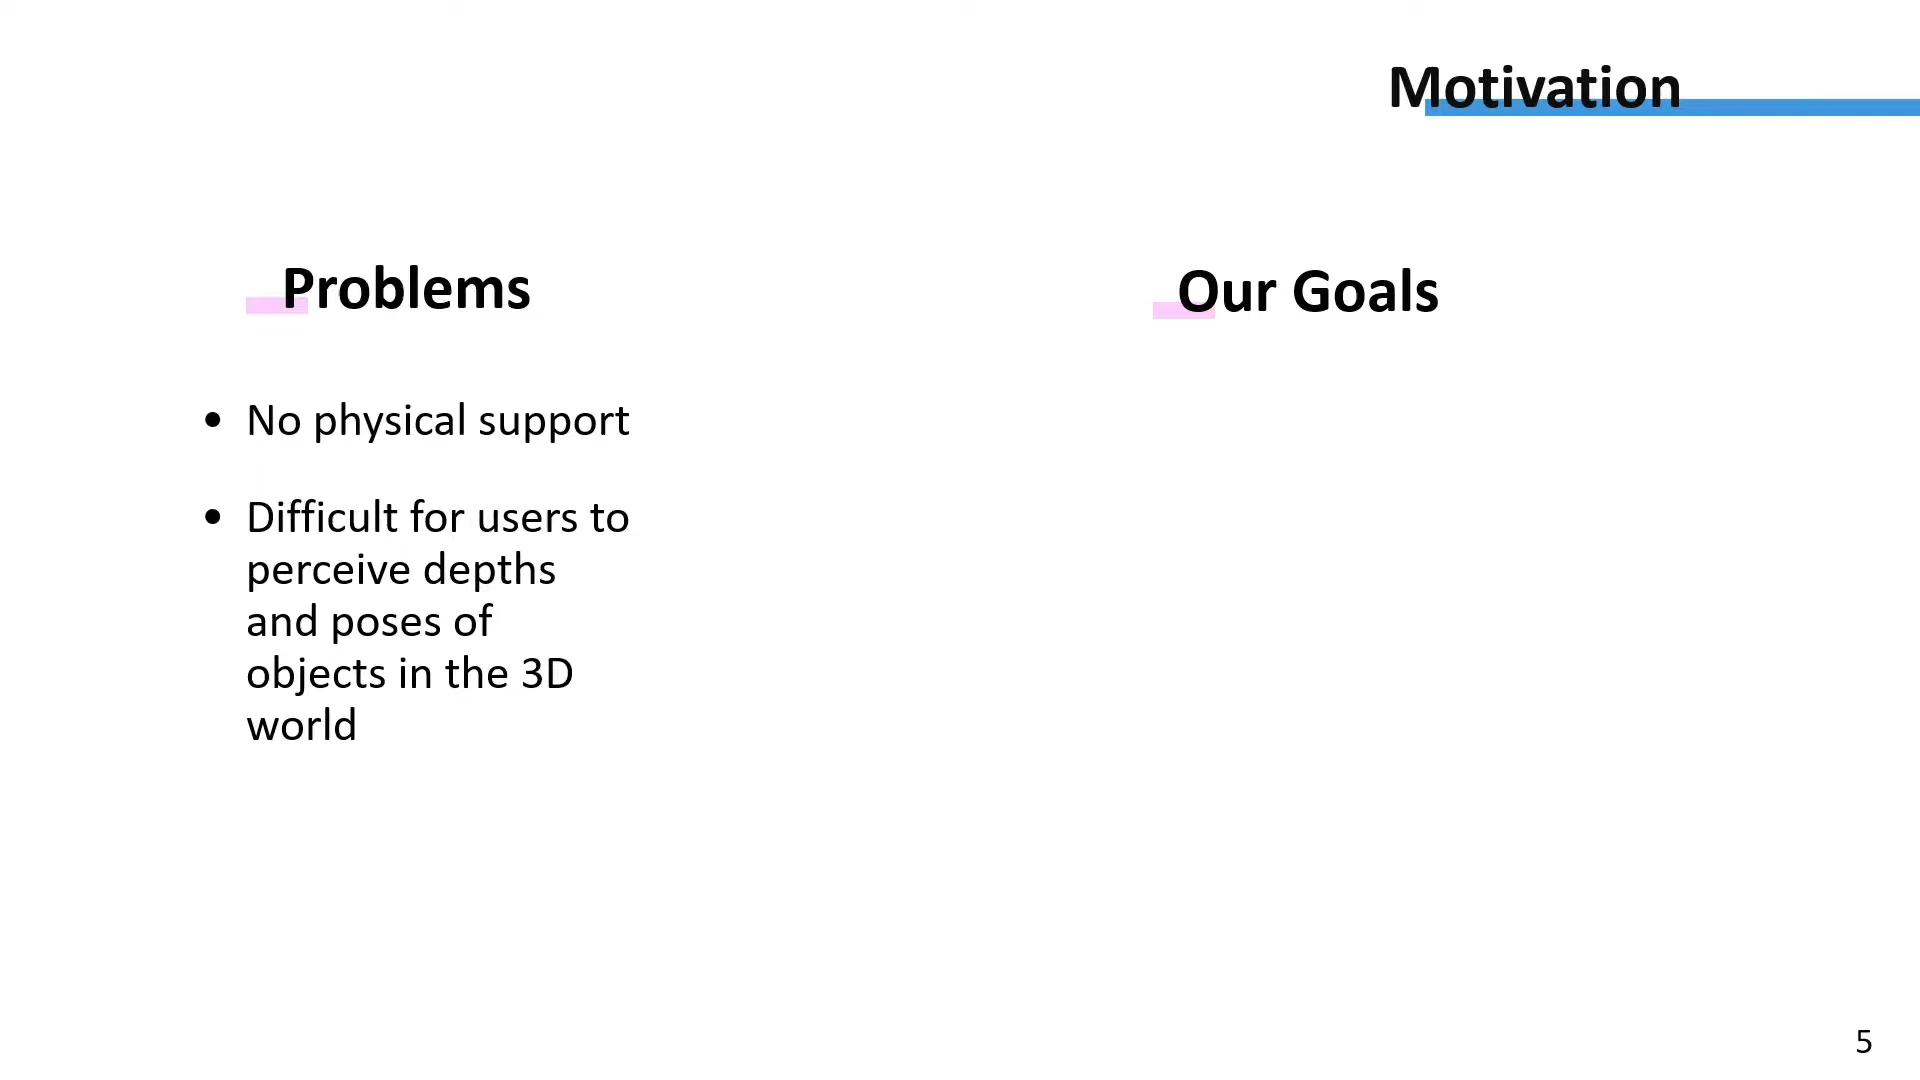 Motivation
Problems
Our Goals
• No physical support
• Difficult for users to
perceive depths
and poses of
objects in the 3D
world
5